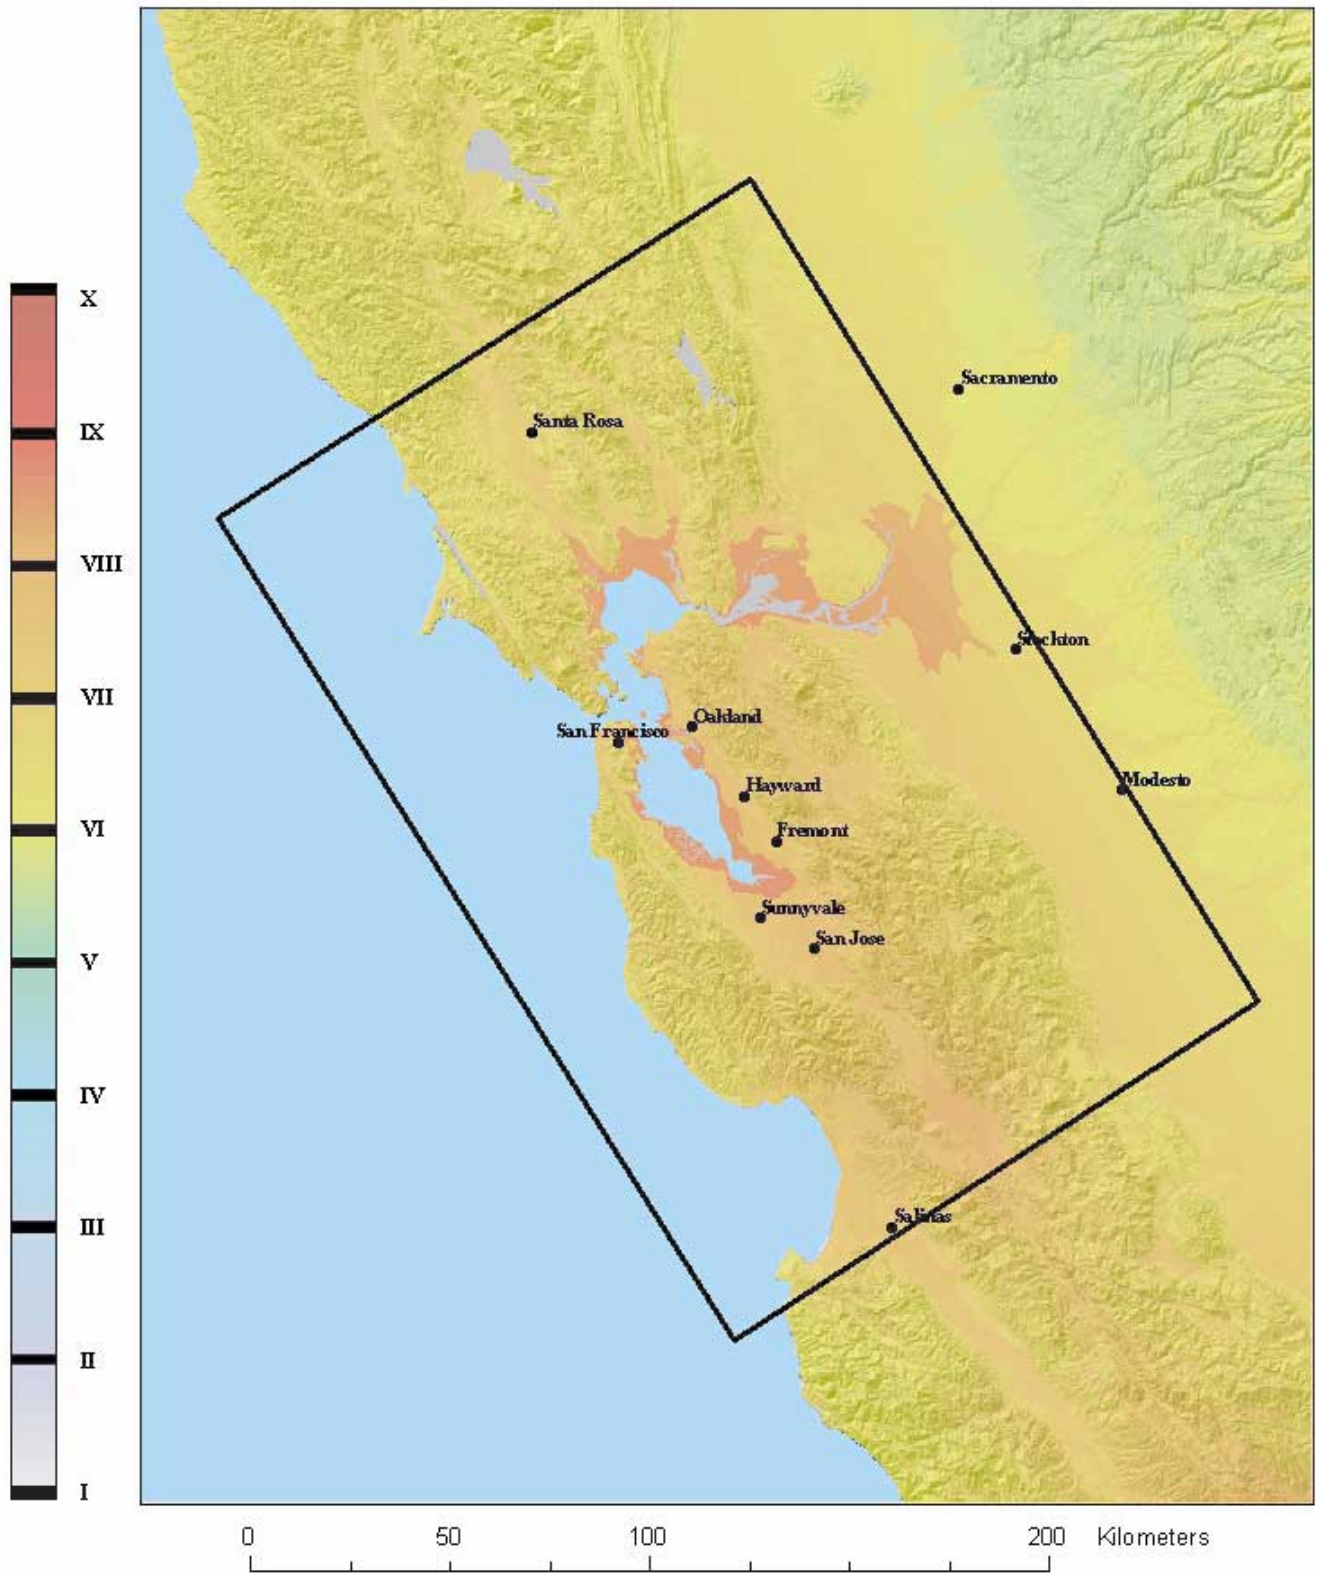 X
IX
VIII
VII
VI
V
IV
III
II
I
Sacramento
Santa Rosa
Stockton
Oakland
San Francisco
Modesto
Hayward
Fremont
Sunnyvale
San Jose
Salinas
0 50 100 200 Kilometers